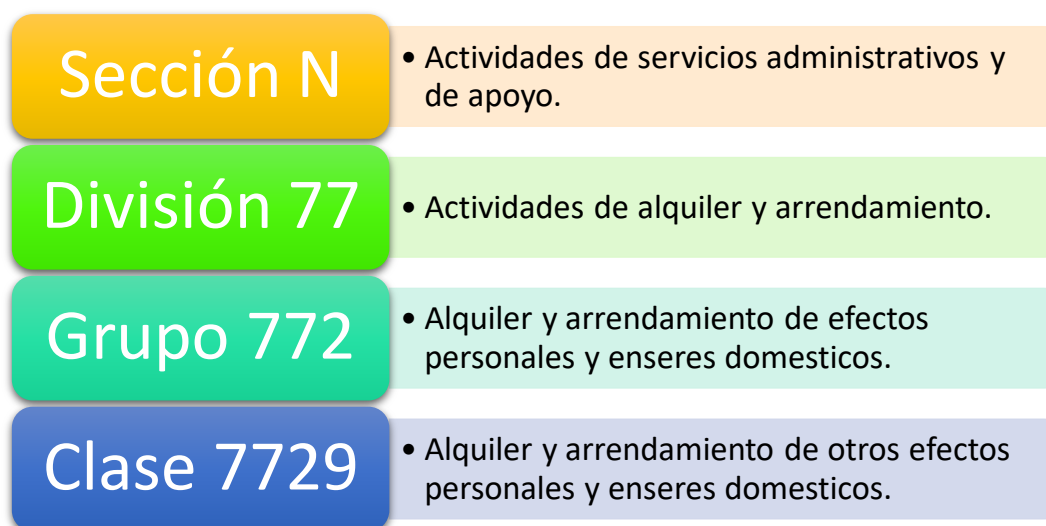 Sección N
• Actividades de servicios administrativos y
de apoyo.
División 77
• Actividades de alquiler y arrendamiento.
Grupo 772
• Alquiler y arrendamiento de efectos
personales y enseres domesticos.
Clase 7729
• Alquiler y arrendamiento de otros efectos
personales y enseres domesticos.